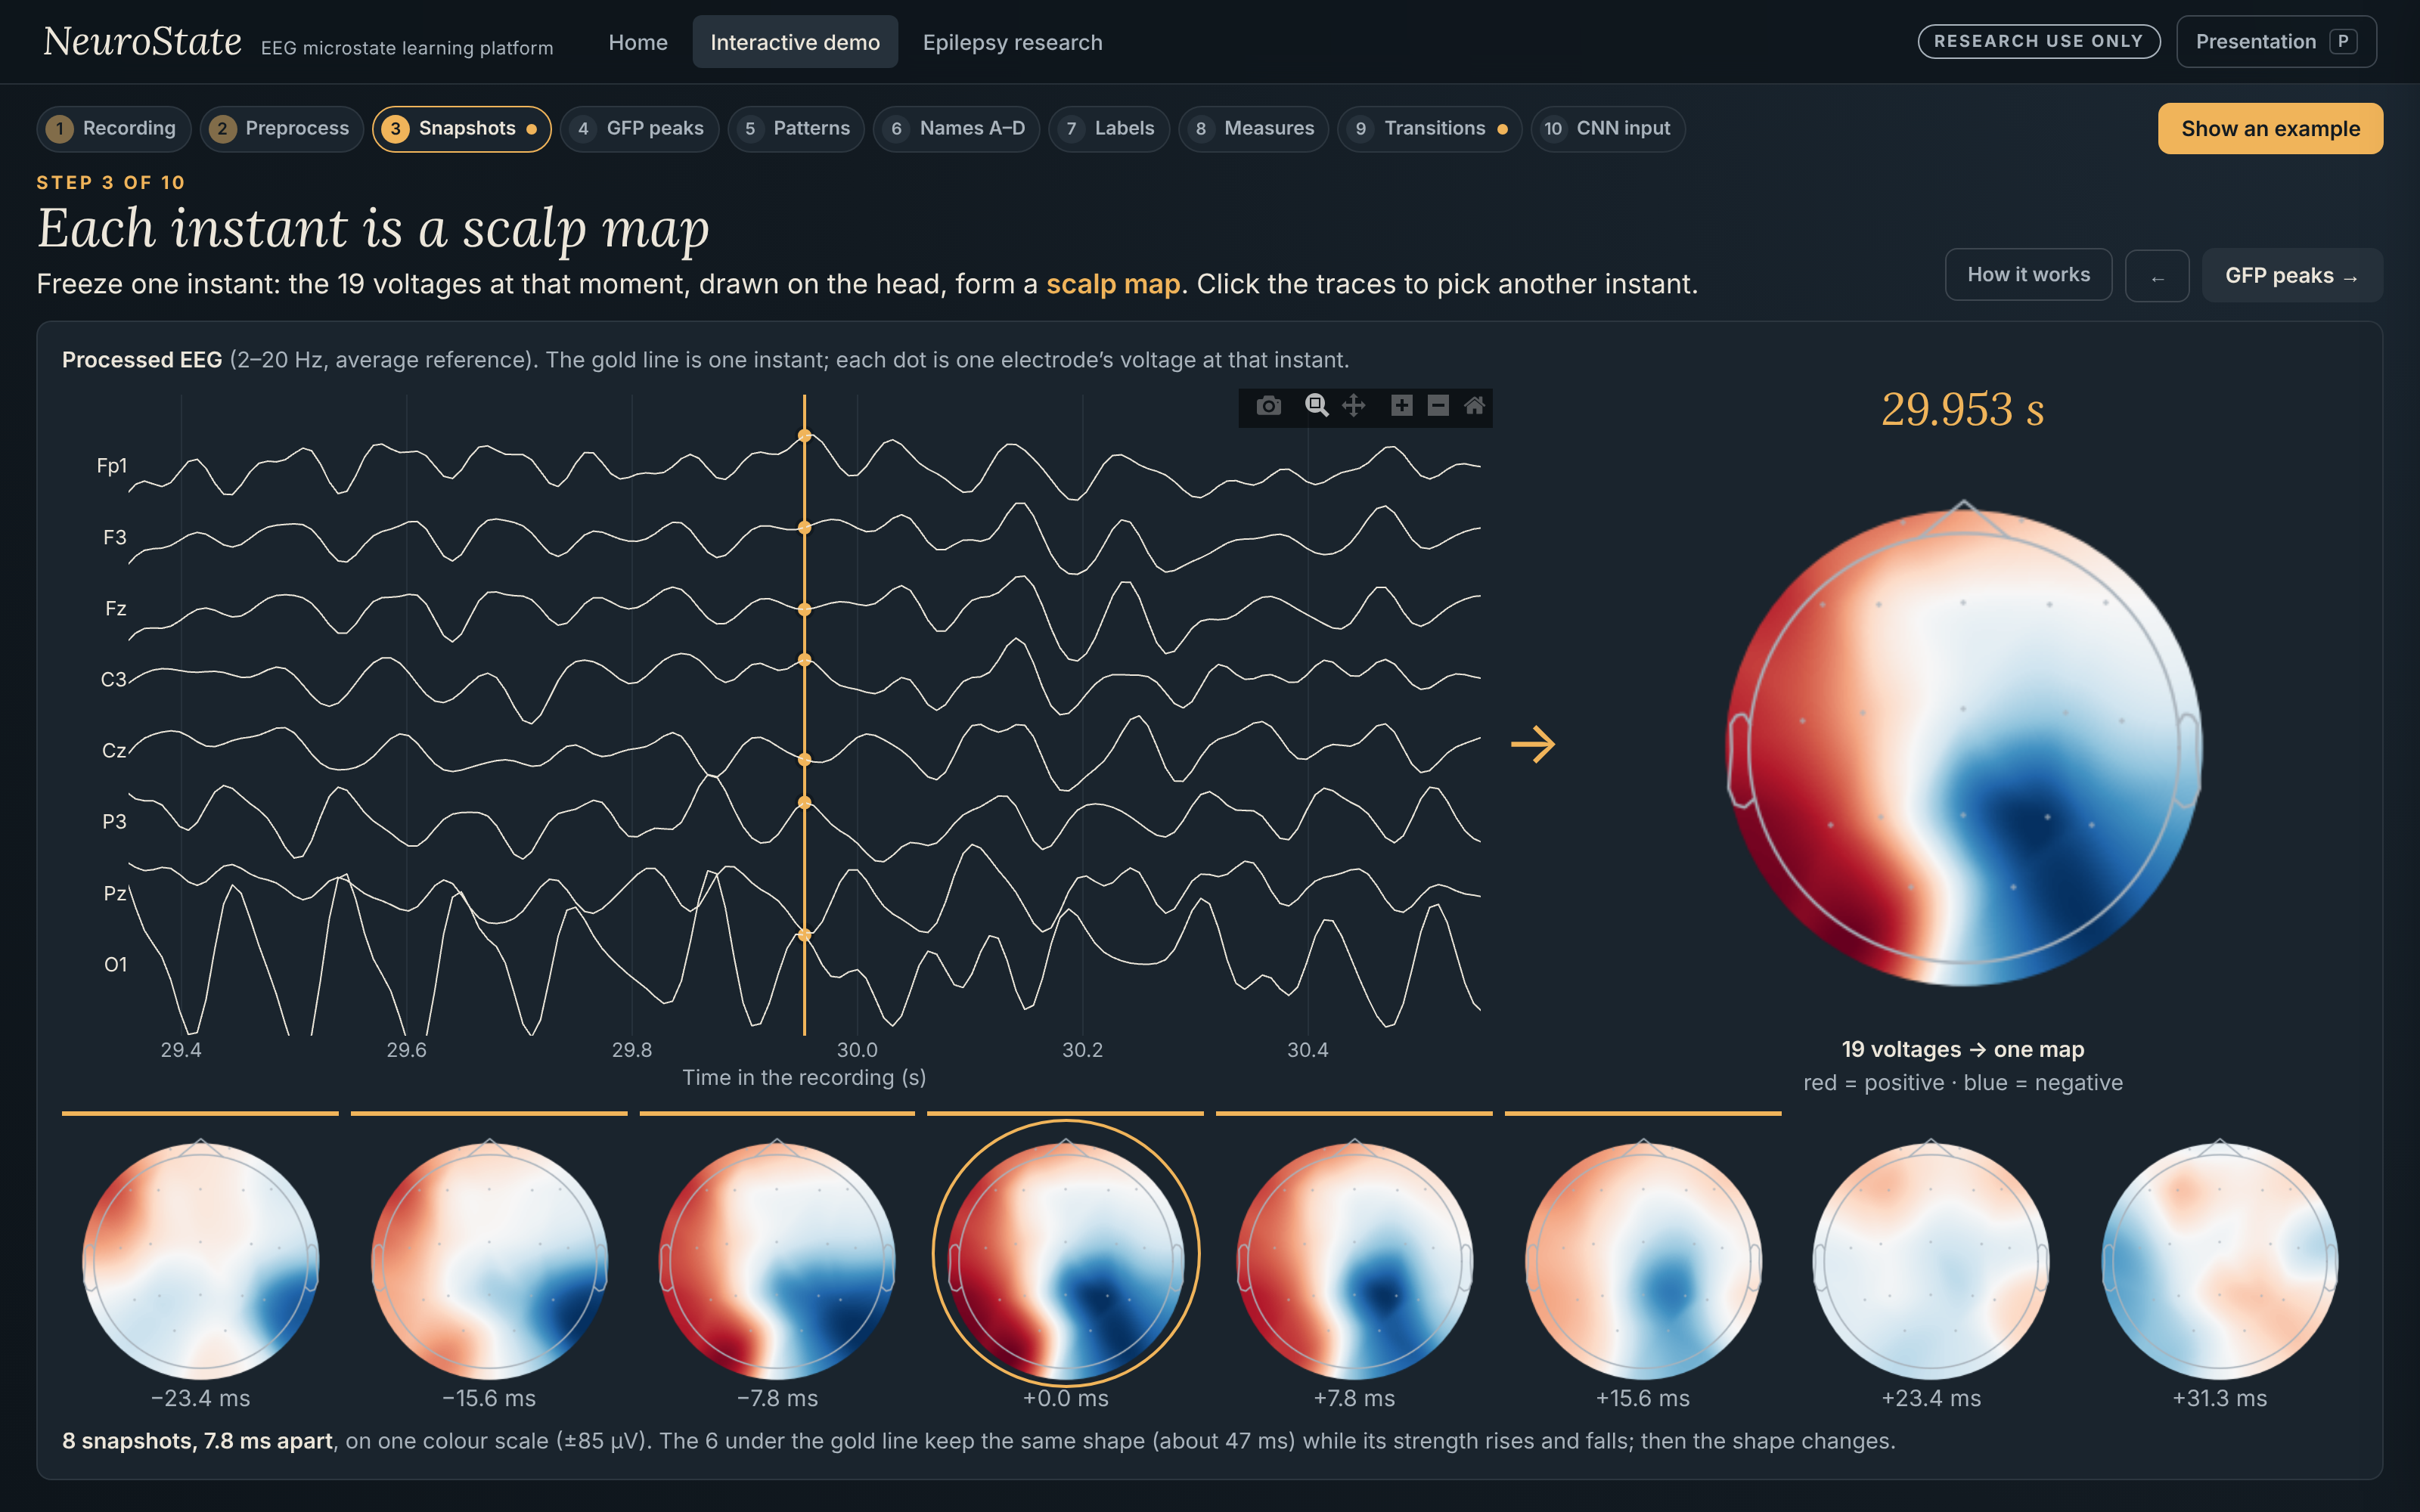 NeuroState EEG microstate learning platform Home Interactive demo Epilepsy research RESEARCH USE ONLY Presentation P
1 Recording 2 Preprocess 3 Snapshots 4 GFP peaks 5 Patterns 6 Names A–D 7 Labels 8 Measures 9 Transitions 10 CNN input Show an example
STEP 3 OF 10
Each instant is a scalp map
Freeze one instant: the 19 voltages at that moment, drawn on the head, form a scalp map. Click the traces to pick another instant.
How it works ← GFP peaks →
Processed EEG (2–20 Hz, average reference). The gold line is one instant; each dot is one electrode’s voltage at that instant.
29.953 s
Fp1
F3
Fz
C3
Cz
P3
Pz
O1
29.4 29.6 29.8 30.0 30.2 30.4
Time in the recording (s)
→
19 voltages → one map
red = positive · blue = negative
−23.4 ms −15.6 ms −7.8 ms +0.0 ms +7.8 ms +15.6 ms +23.4 ms +31.3 ms
8 snapshots, 7.8 ms apart, on one colour scale (±85 µV). The 6 under the gold line keep the same shape (about 47 ms) while its strength rises and falls; then the shape changes.